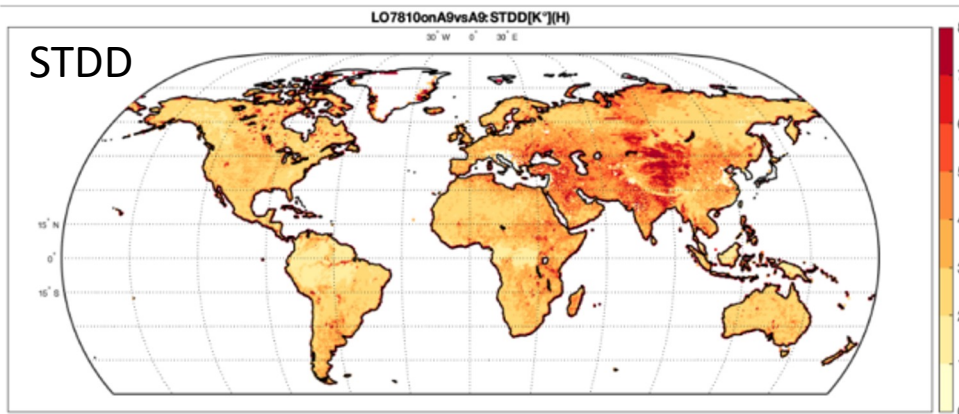 LO7810onA9vsA9: STDD[K°](H)
30° W 0° 30° E
STDD
15° N
0°
15° S